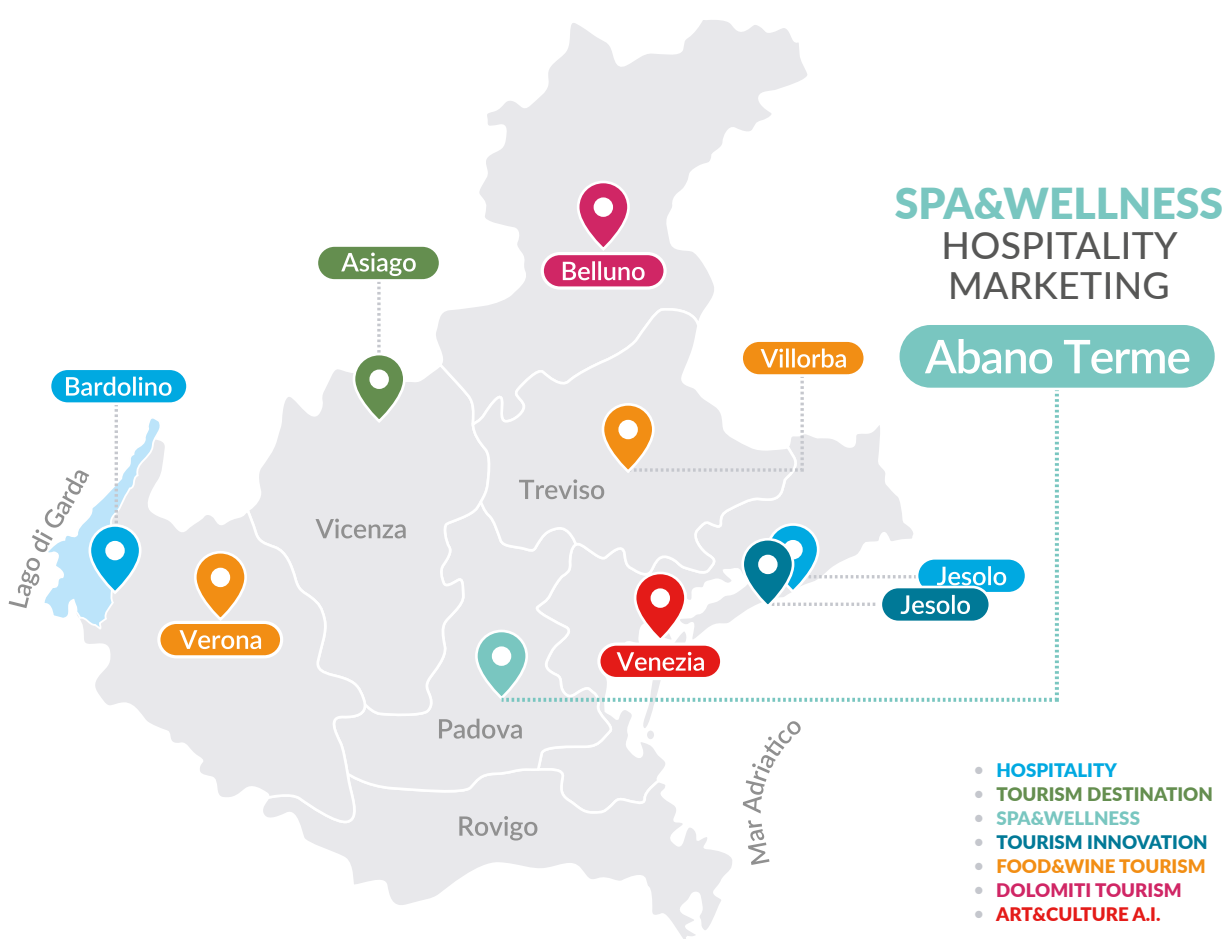 SPA&WELLNESS
HOSPITALITY
MARKETING
Abano Terme
Belluno
Asiago
Villorba
Bardolino
Lago di Garda
Treviso
Vicenza
Jesolo
Jesolo
Verona
Venezia
Padova
Mar Adriatico
Rovigo
HOSPITALITY
TOURISM DESTINATION
SPA&WELLNESS
TOURISM INNOVATION
FOOD&WINE TOURISM
DOLOMITI TOURISM
ART&CULTURE A.I.